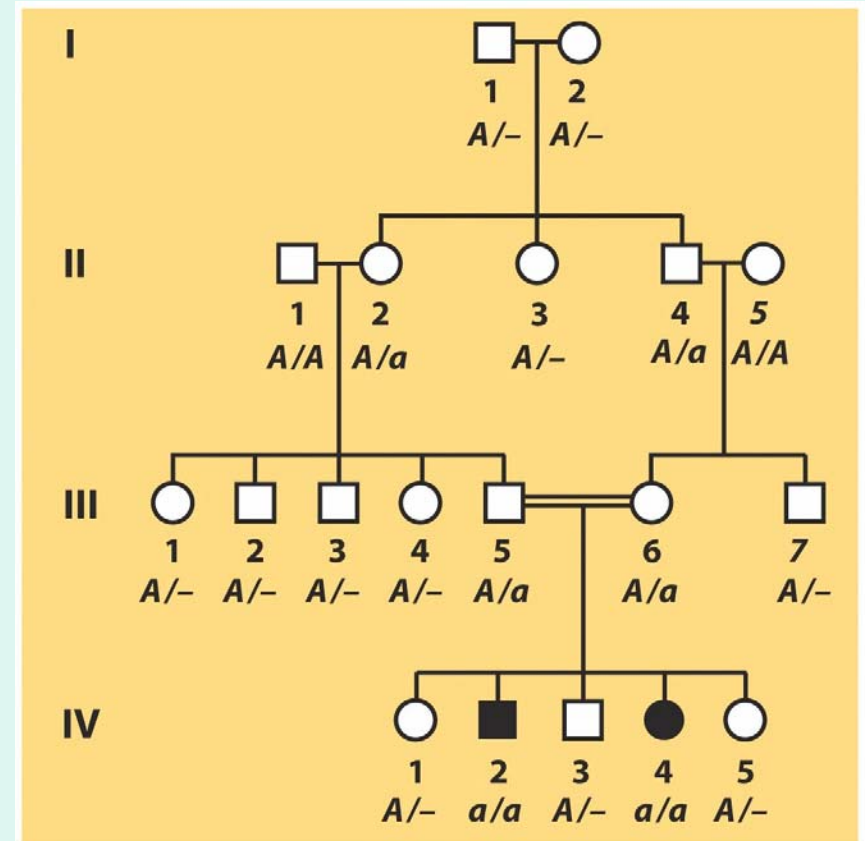 I
1 2
A/– A/–
II
1 2 3 4 5
A/A A/a A/– A/a A/A
III
1 2 3 4 5 6 7
A/– A/– A/– A/– A/a A/a A/–
IV
1 2 3 4 5
A/– a/a A/– a/a A/–